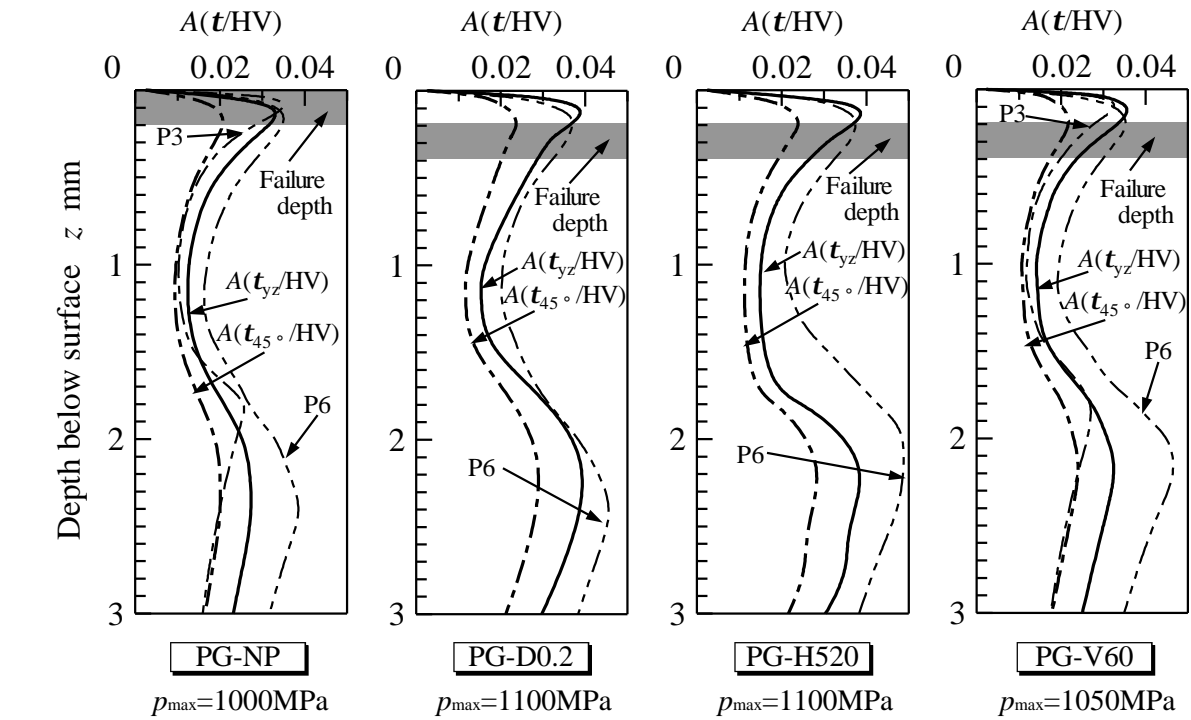 A(t/HV) A(t/HV) A(t/HV) A(t/HV)
0 0.02 0.04 0 0.02 0.04 0 0.02 0.04 0 0.02 0.04
Depth below surface z mm
1
2
3
P3
Failure
depth
A(tyz/HV)
A(t45°/HV)
P6
PG-NP
pmax=1000MPa
1
2
3
Failure
depth
A(tyz/HV)
A(t45°/HV)
P6
PG-D0.2
pmax=1100MPa
1
2
3
Failure
depth
A(tyz/HV)
A(t45°/HV)
P6
PG-H520
pmax=1100MPa
1
2
3
P3
Failure
depth
A(tyz/HV)
A(t45°/HV)
P6
PG-V60
pmax=1050MPa